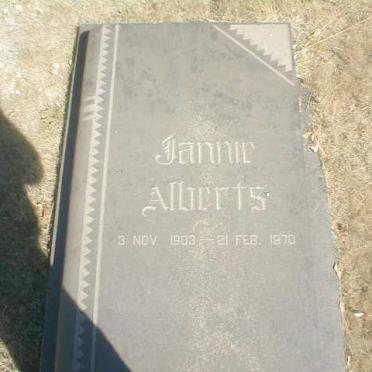 Jannie
Alberts
3 NOV. 1903 — 21 FEB. 1970